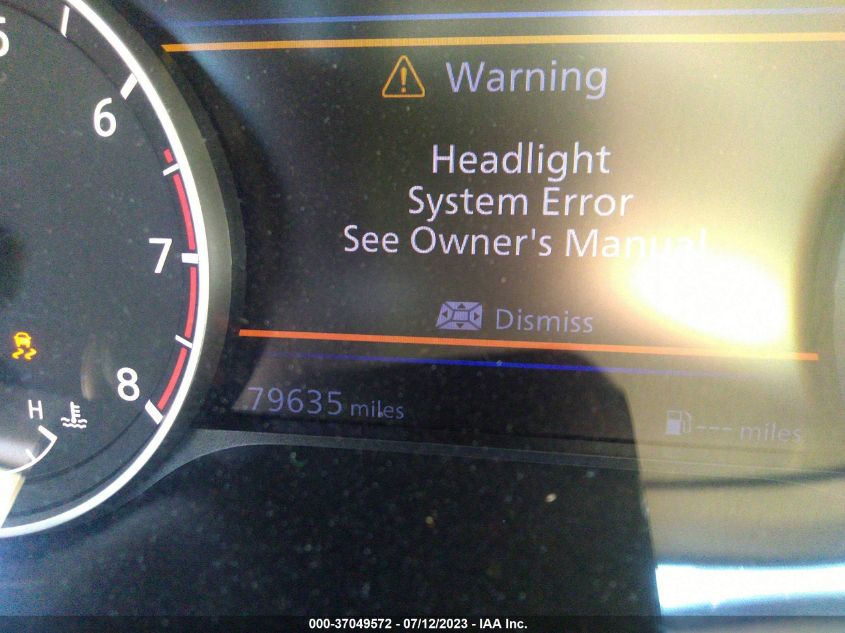 5
6
7
8
H
Warning
Headlight
System Error
See Owner's Manual
Dismiss
79635 miles
--- miles
000-37049572 - 07/12/2023 - IAA Inc.